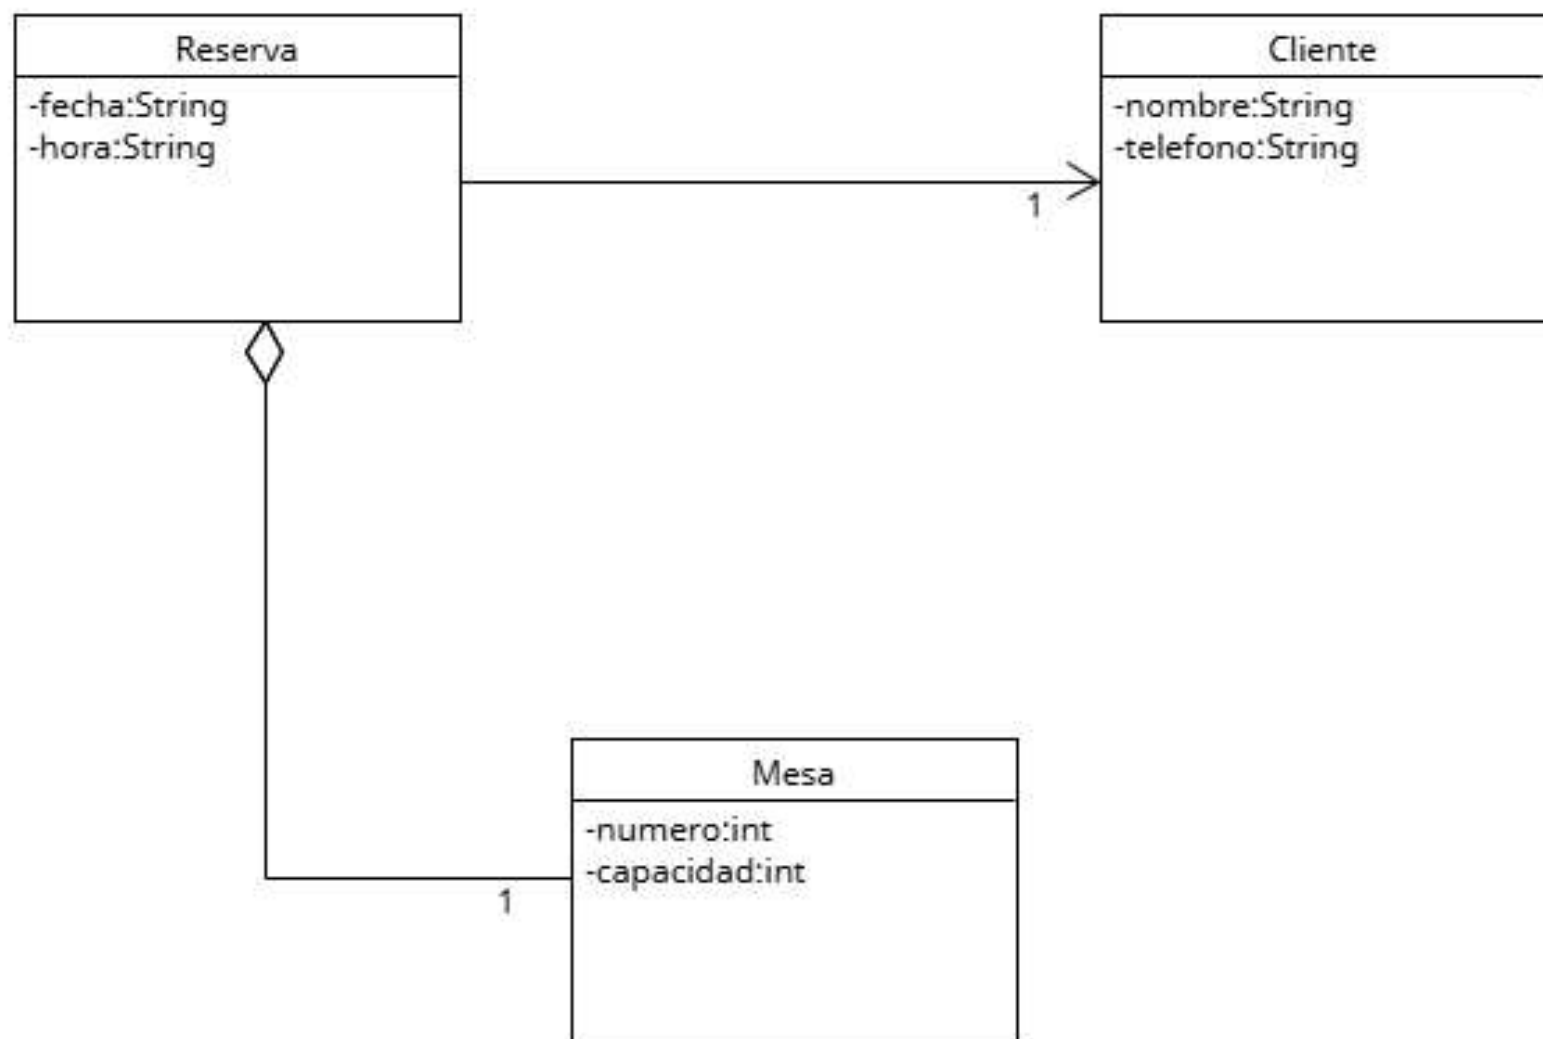 Reserva
-fecha:String
-hora:String
Cliente
-nombre:String
-telefono:String
1
Mesa
-numero:int
-capacidad:int
1